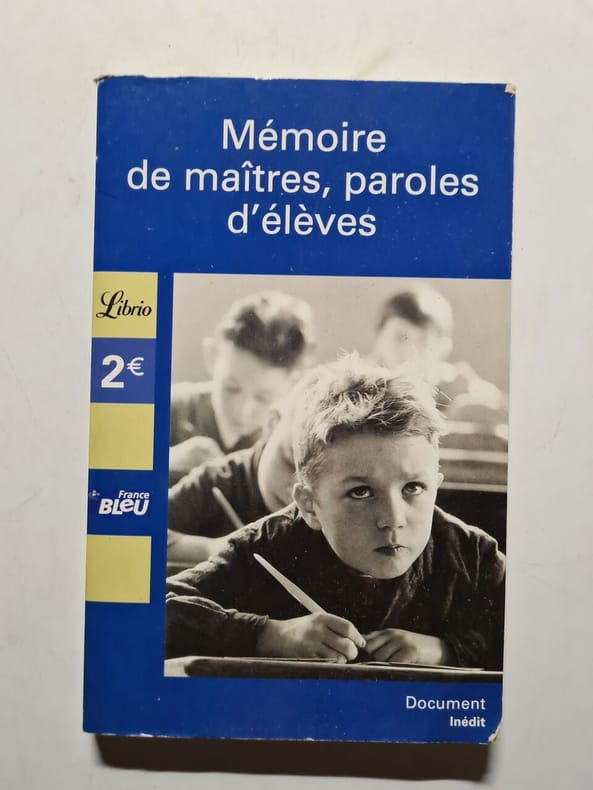 Mémoire
de maîtres, paroles
d'élèves
Librio
2€
France
BLeU
Document
Inédit